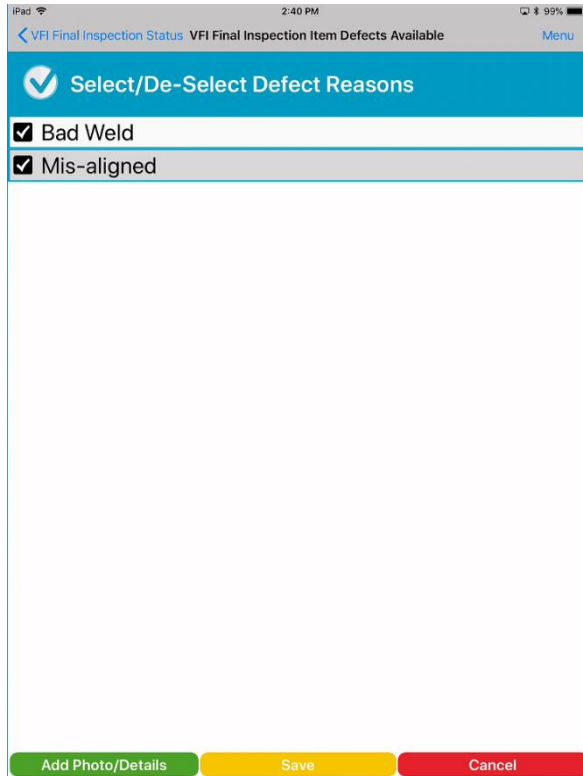 iPad 2:40 PM 99%
VFI Final Inspection Status VFI Final Inspection Item Defects Available Menu
Select/De-Select Defect Reasons
Bad Weld
Mis-aligned
Add Photo/Details Save Cancel